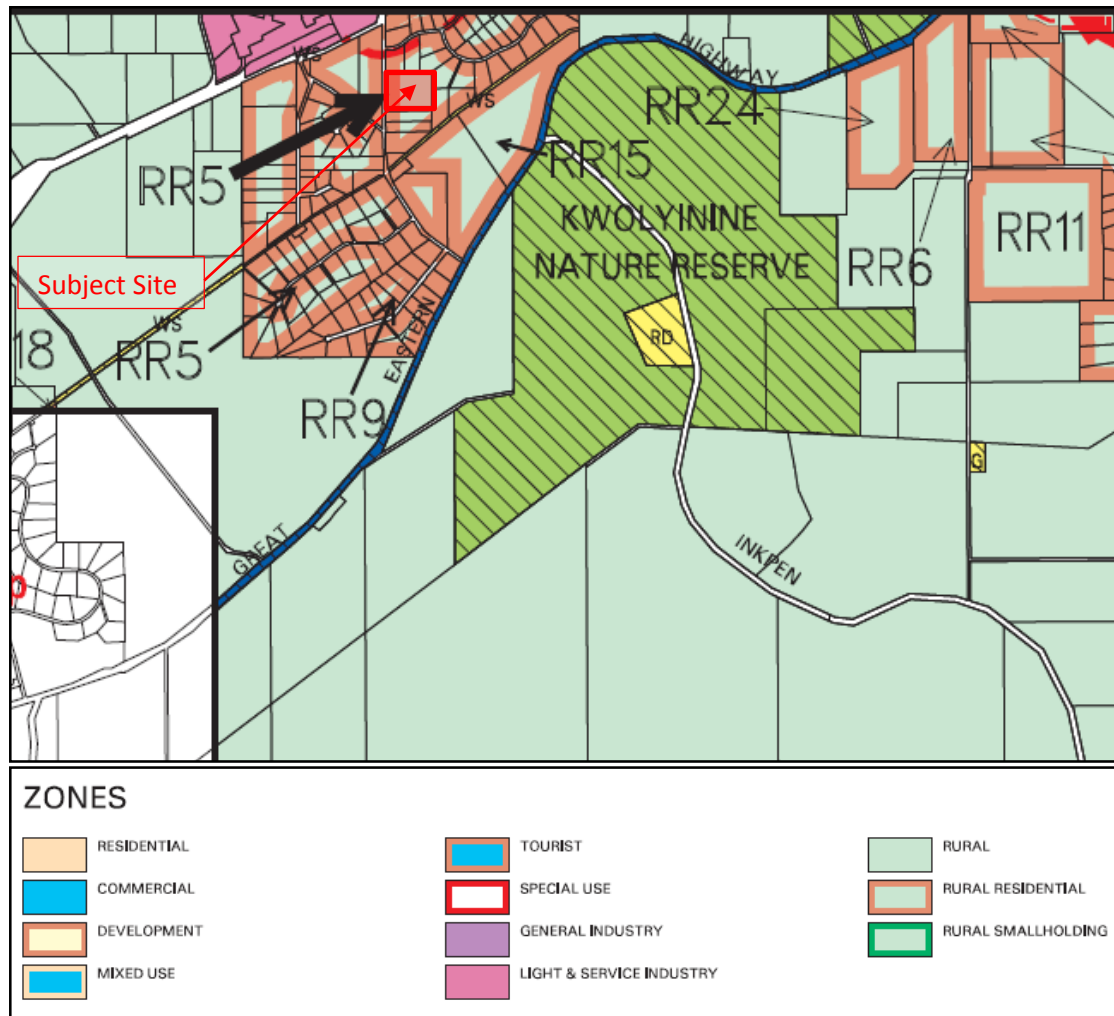 WS
HIGHWAY
WS
RR24
RR5
RR15
KWOLYININE
NATURE RESERVE
RR6
RR11
Subject Site
WS
RD
18
RR5
EASTERN
RR9
G
GREAT
INKPEN
ZONES
RESIDENTIAL
COMMERCIAL
DEVELOPMENT
MIXED USE
TOURIST
SPECIAL USE
GENERAL INDUSTRY
LIGHT & SERVICE INDUSTRY
RURAL
RURAL RESIDENTIAL
RURAL SMALLHOLDING